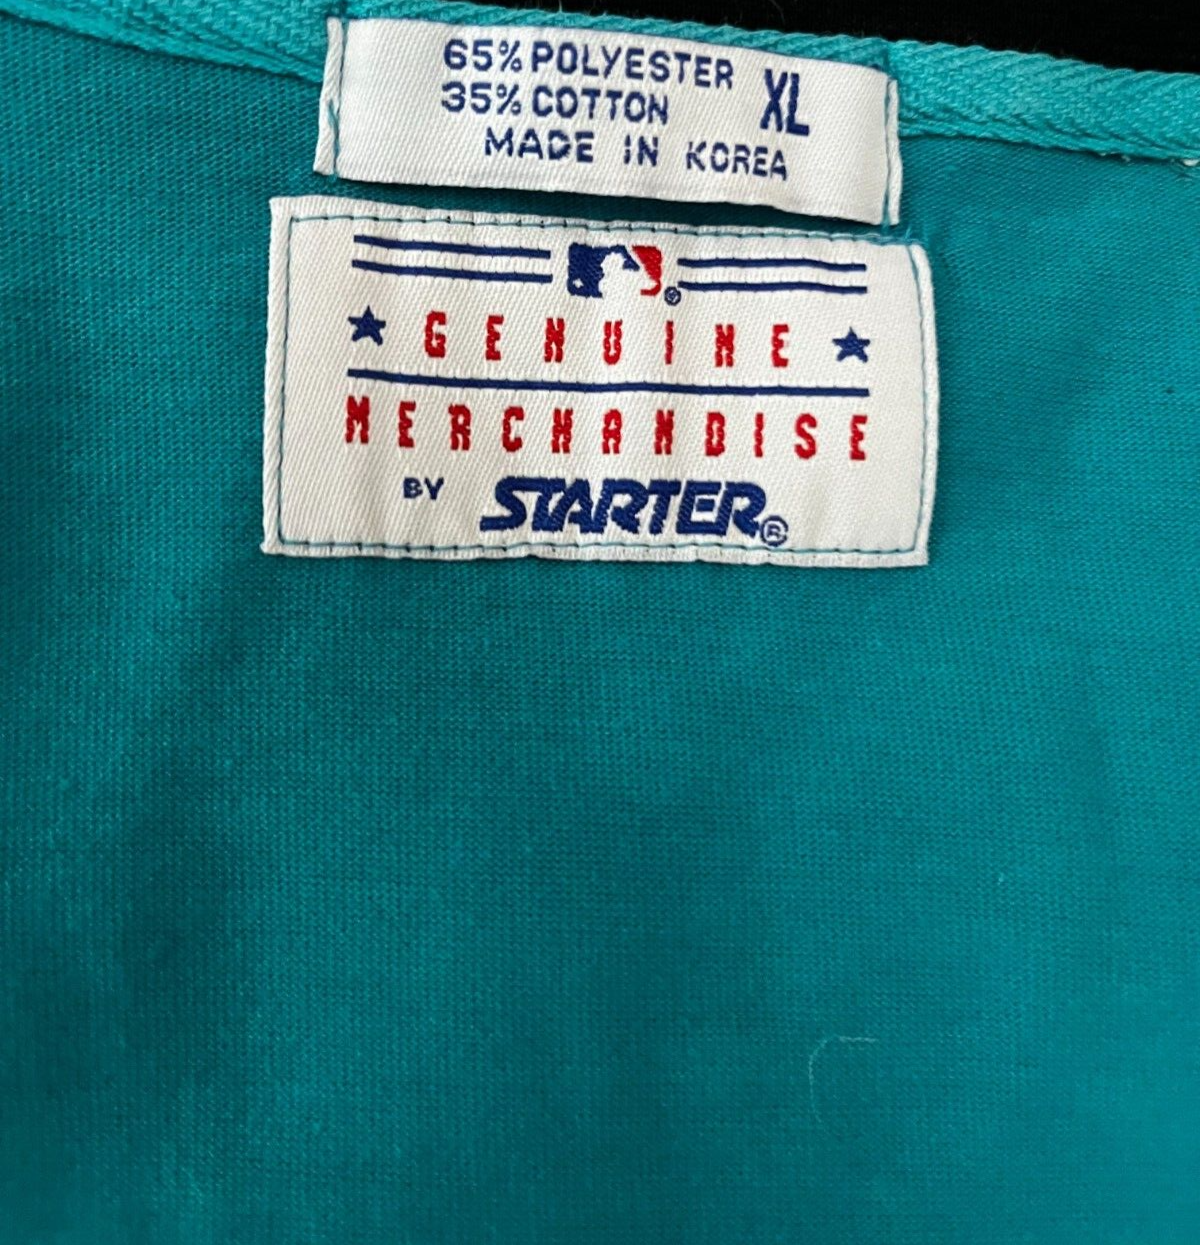 65% POLYESTER XL
35% COTTON
MADE IN KOREA
GENUINE
MERCHANDISE
BY STARTER®